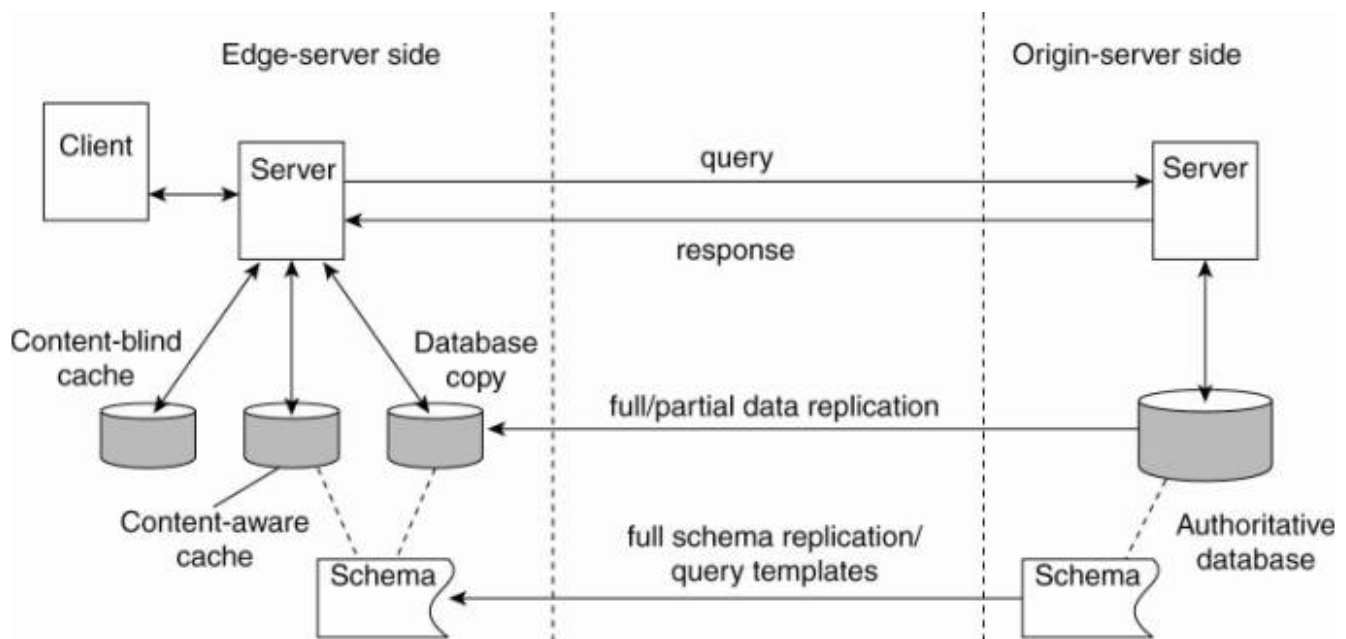 Edge-server side
Origin-server side
Client
Server
query
Server
response
Content-blind
cache
Database
copy
full/partial data replication
Content-aware
cache
full schema replication/
query templates
Authoritative
database
Schema
Schema